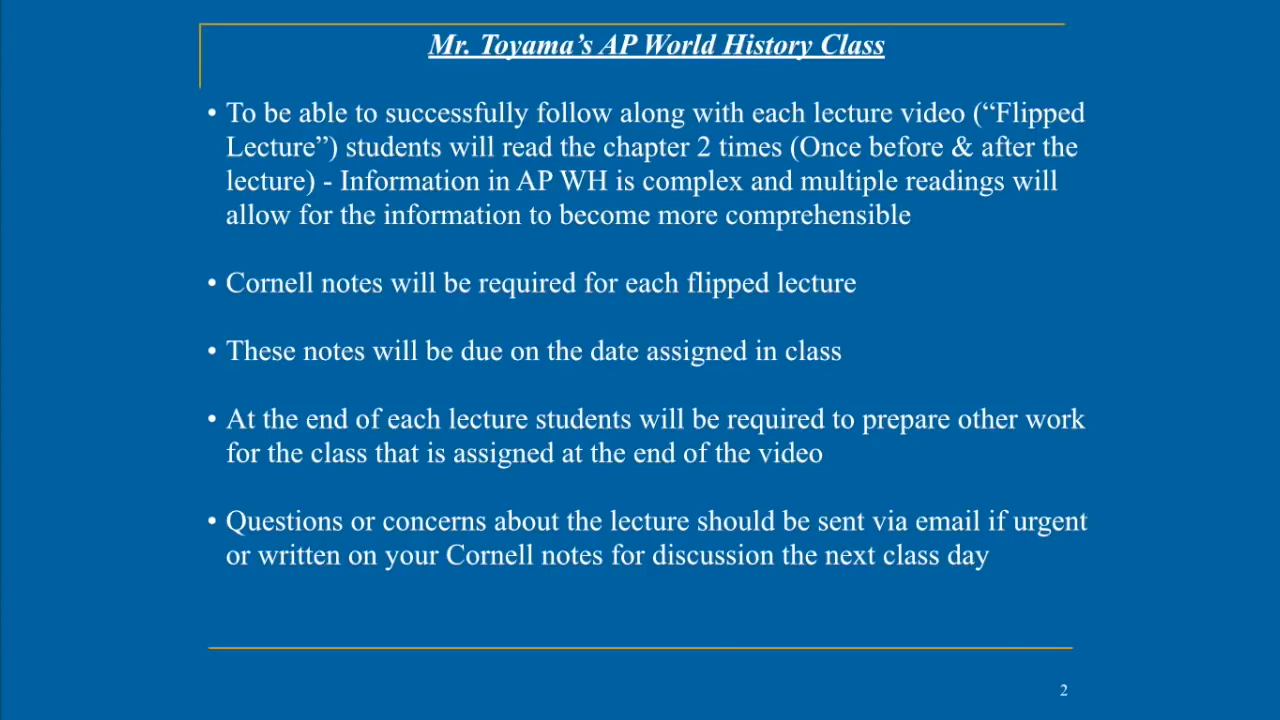 Mr. Toyama’s AP World History Class
• To be able to successfully follow along with each lecture video (“Flipped
Lecture”) students will read the chapter 2 times (Once before & after the
lecture) - Information in AP WH is complex and multiple readings will
allow for the information to become more comprehensible
• Cornell notes will be required for each flipped lecture
• These notes will be due on the date assigned in class
• At the end of each lecture students will be required to prepare other work
for the class that is assigned at the end of the video
• Questions or concerns about the lecture should be sent via email if urgent
or written on your Cornell notes for discussion the next class day
2